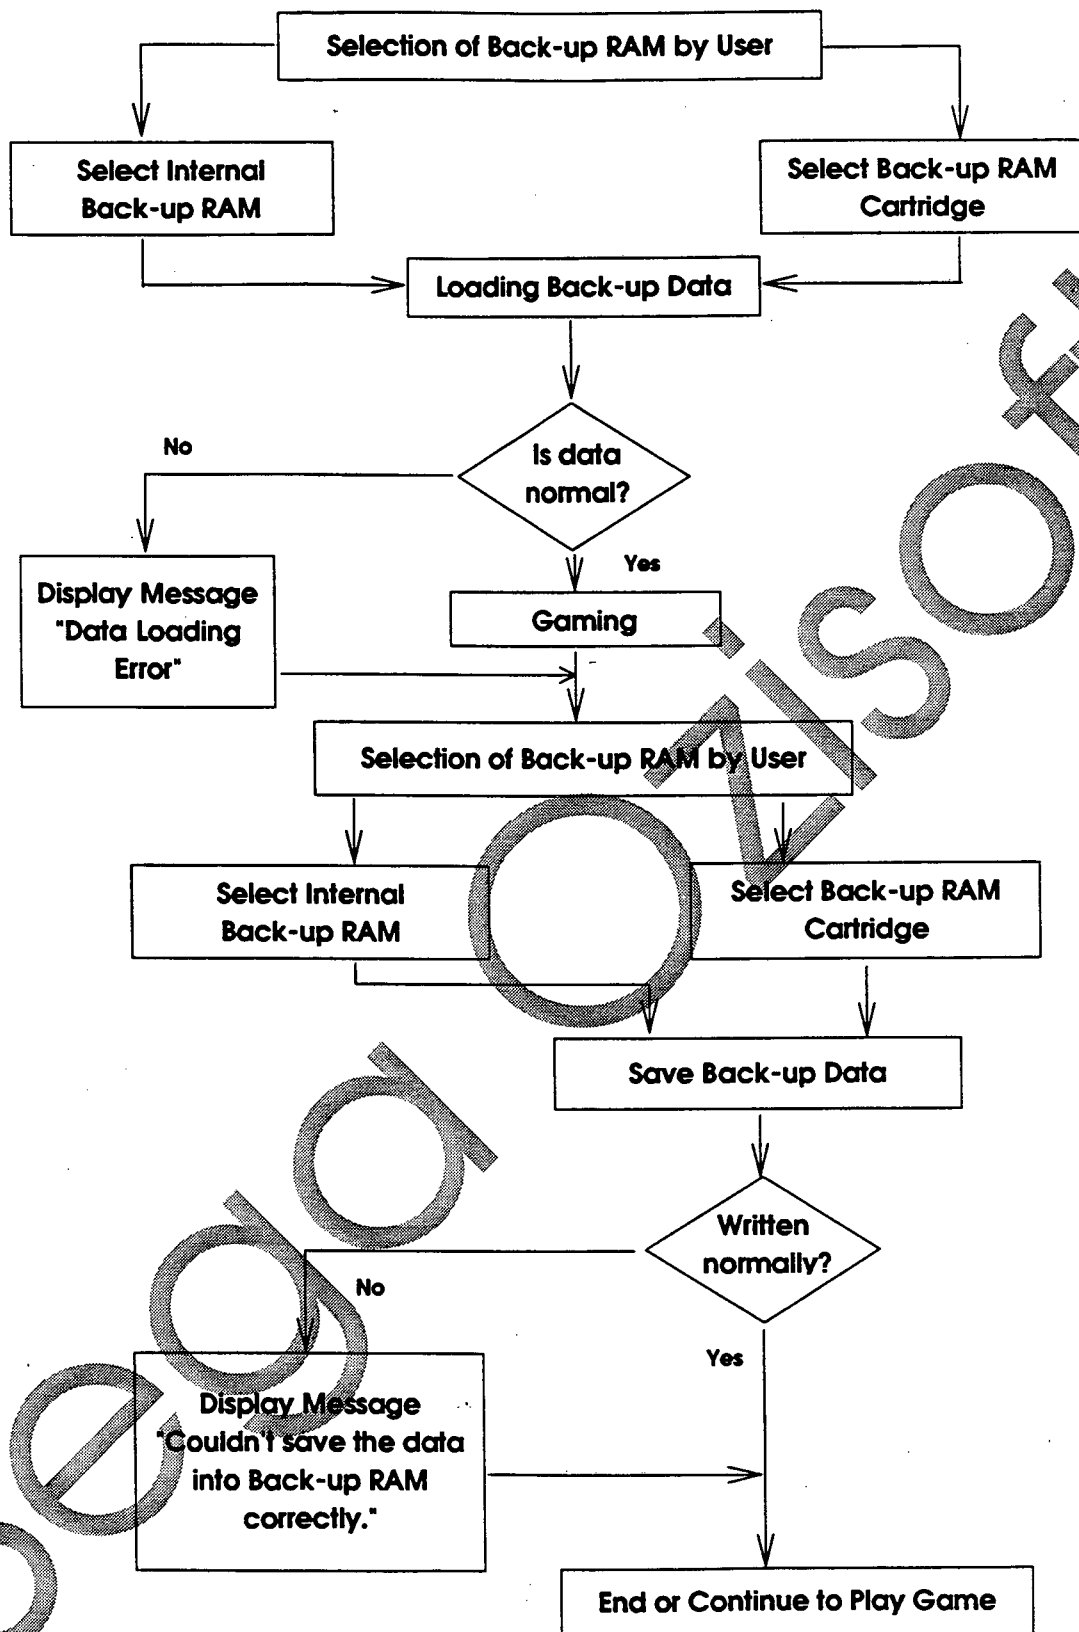 Selection of Back-up RAM by User
Select Internal
Back-up RAM
Select Back-up RAM
Cartridge
Loading Back-up Data
Is data
normal?
No
Yes
Display Message
"Data Loading
Error"
Gaming
Selection of Back-up RAM by User
Select Internal
Back-up RAM
Select Back-up RAM
Cartridge
Save Back-up Data
Written
normally?
No
Yes
Display Message
"Couldn't save the data
into Back-up RAM
correctly."
End or Continue to Play Game